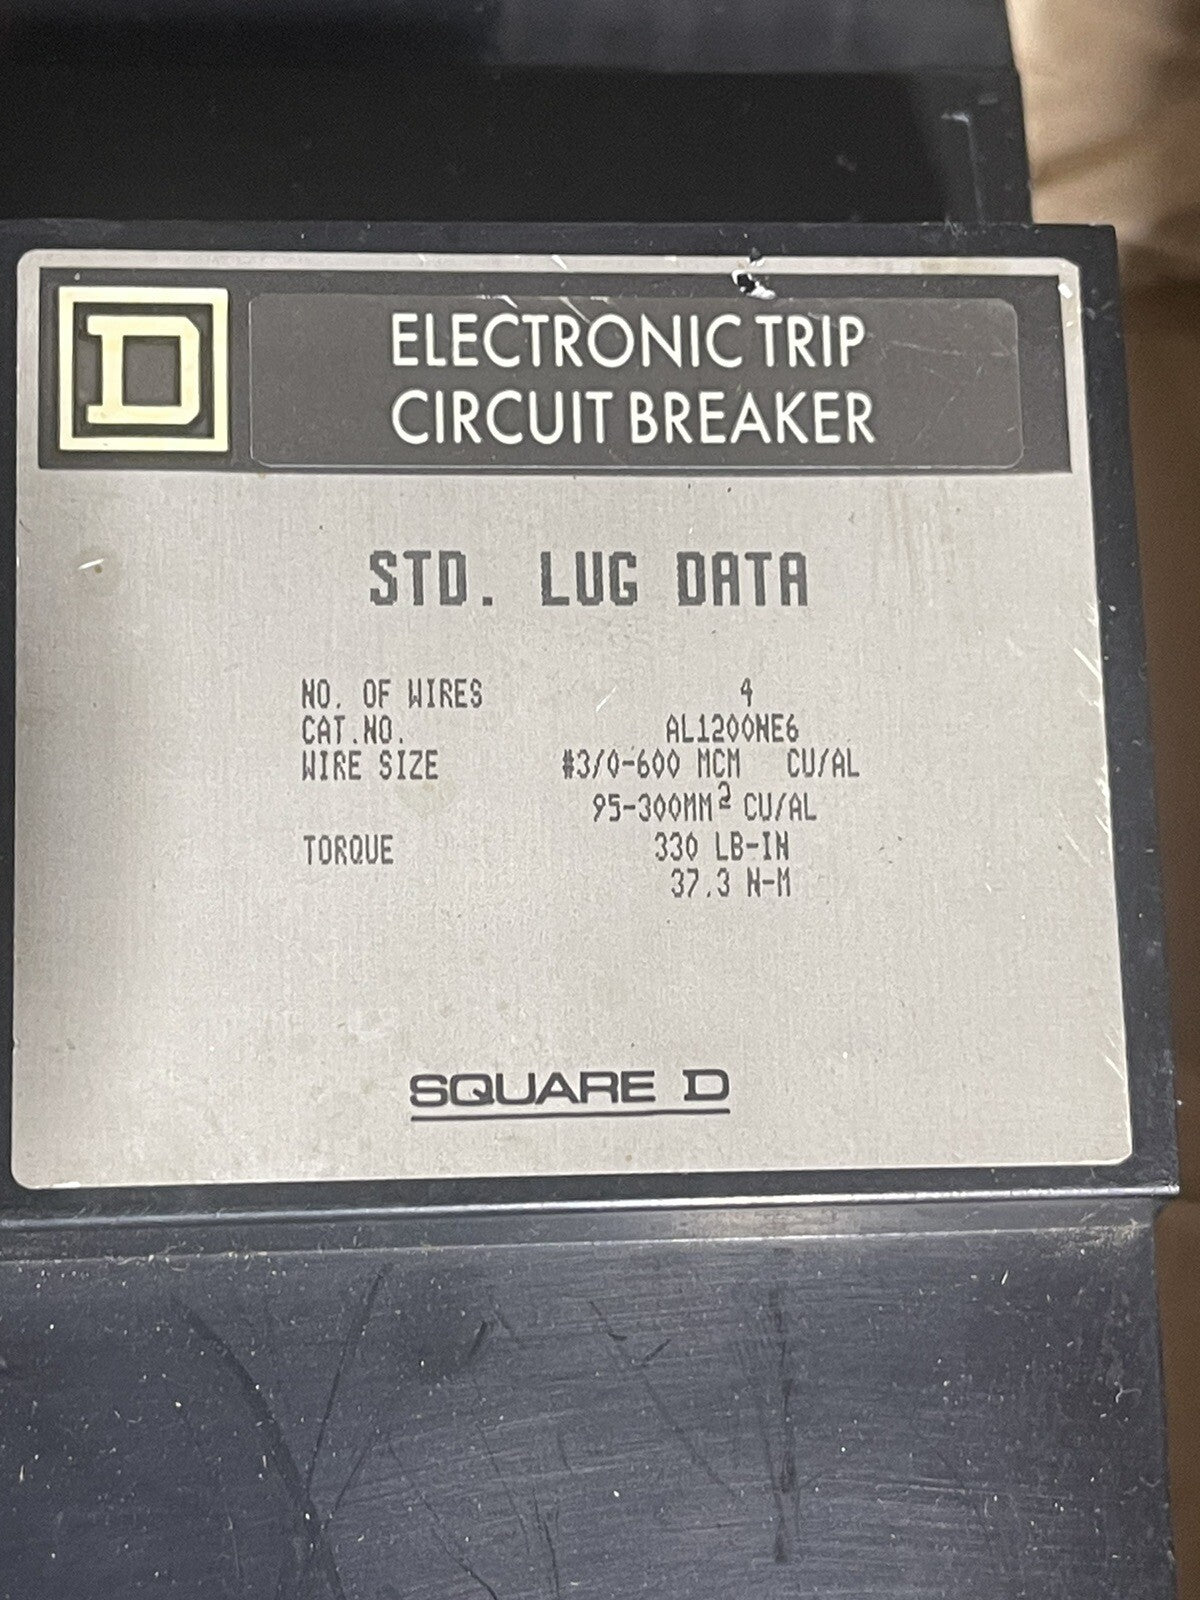 D
ELECTRONIC TRIP
CIRCUIT BREAKER
STD. LUG DATA
NO. OF WIRES 4
CAT.NO. AL1200NE6
WIRE SIZE #3/0-600 MCM CU/AL
95-300MM² CU/AL
TORQUE 330 LB-IN
37.3 N-M
SQUARE D